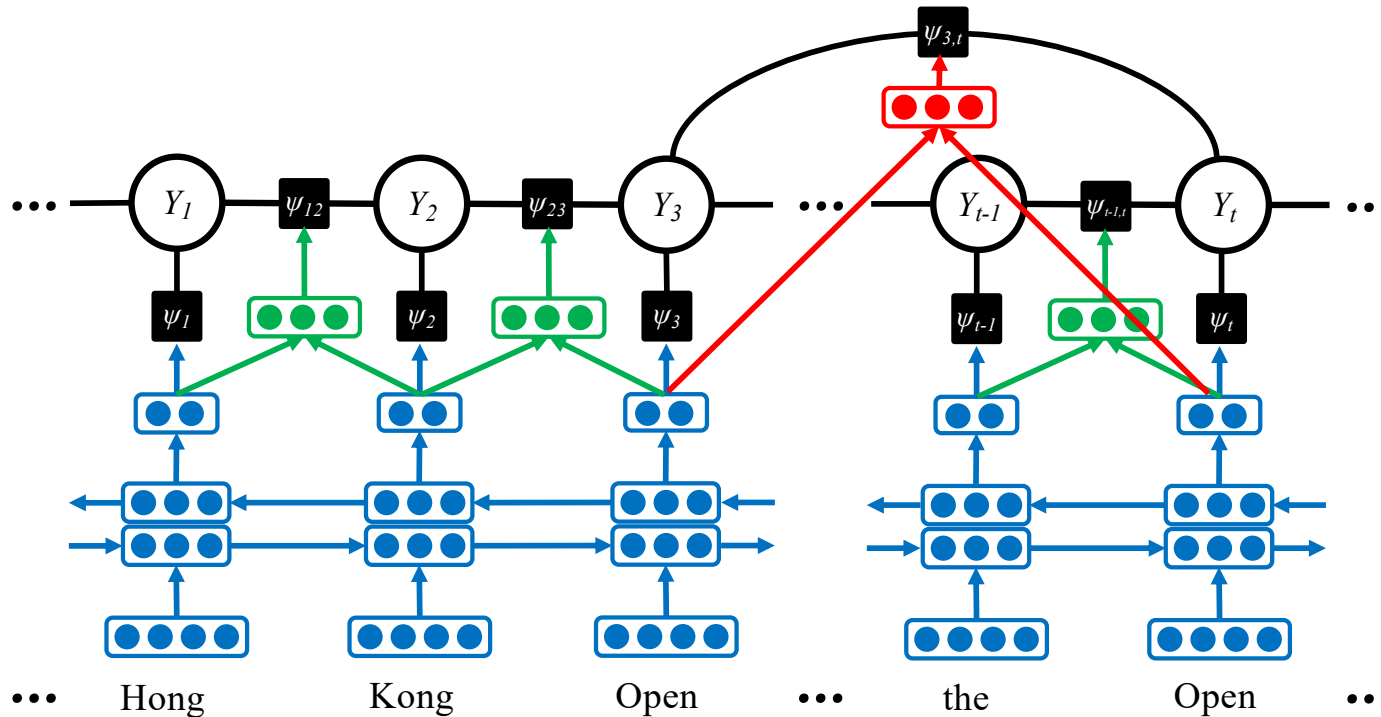 ψ3,t
... Y1 ψ12 Y2 ψ23 Y3 ... Yt-1 ψt-1,t Yt ..
ψ1 ψ2 ψ3 ψt-1 ψt
... Hong Kong Open ... the Open ..